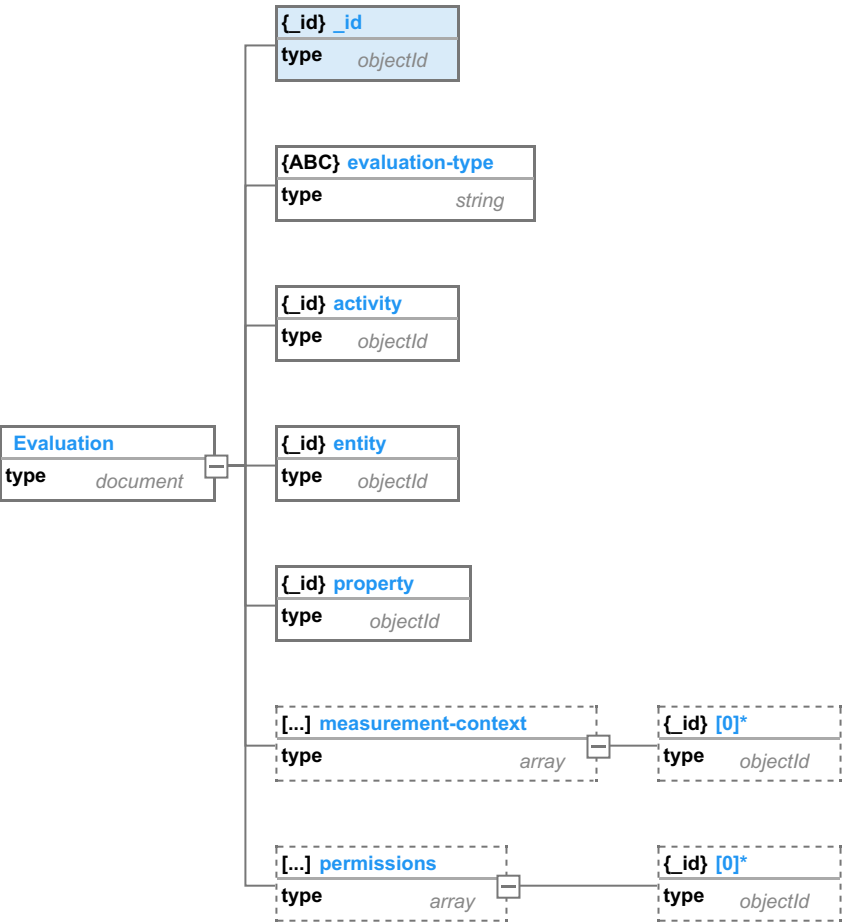 {_id} _id
type objectId
{ABC} evaluation-type
type string
{_id} activity
type objectId
Evaluation
type document
{_id} entity
type objectId
{_id} property
type objectId
[...] measurement-context
type array
{_id} [0]*
type objectId
[...] permissions
type array
{_id} [0]*
type objectId